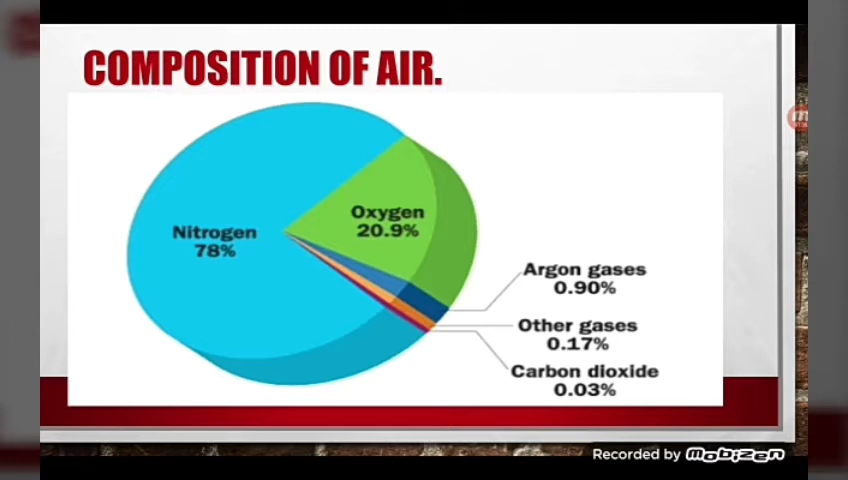 COMPOSITION OF AIR.
Nitrogen
78%
Oxygen
20.9%
Argon gases
0.90%
Other gases
0.17%
Carbon dioxide
0.03%
Recorded by mobizen